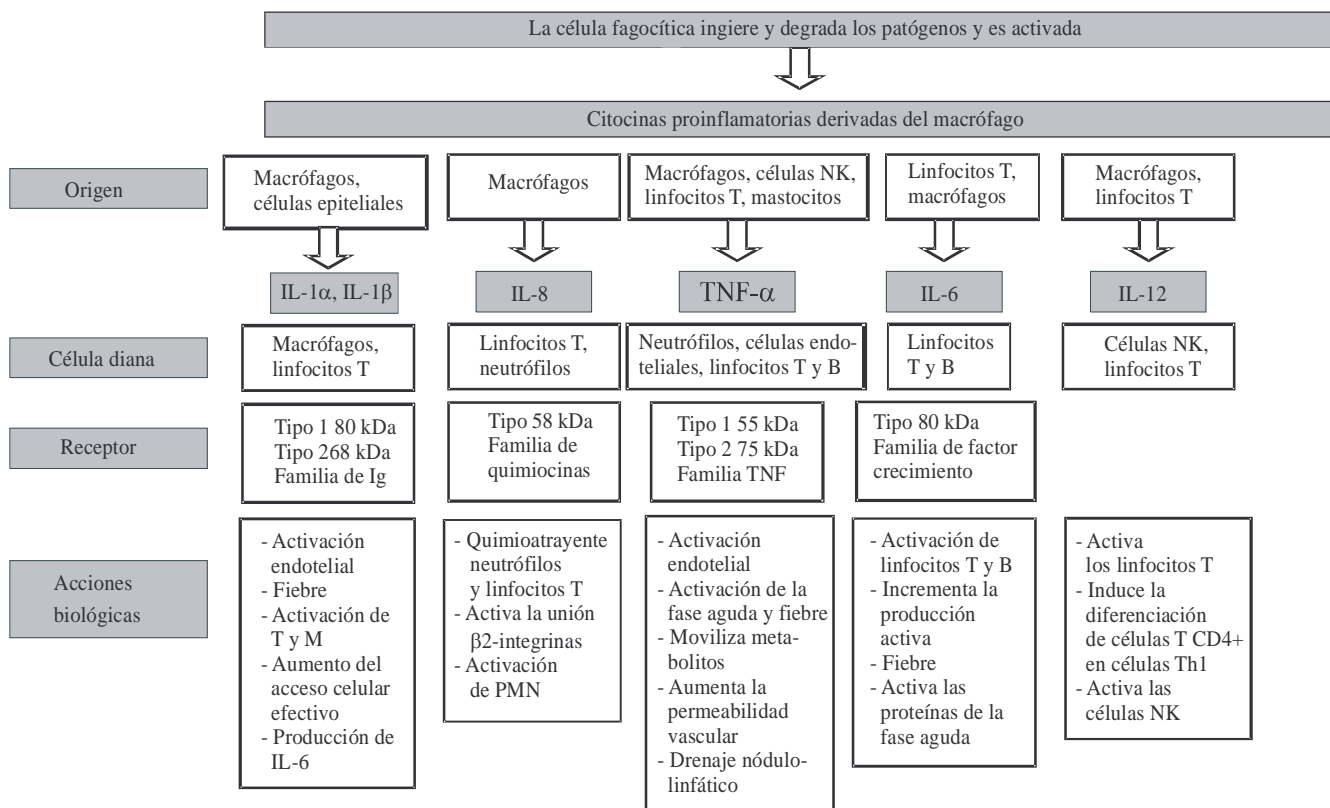 La célula fagocítica ingiere y degrada los patógenos y es activada
Citocinas proinflamatorias derivadas del macrófago
Origen
Macrófagos,
células epiteliales
Macrófagos
Macrófagos, células NK,
linfocitos T, mastocitos
Linfocitos T,
macrófagos
Macrófagos,
linfocitos T
IL-1α, IL-1β
IL-8
TNF-α
IL-6
IL-12
Célula diana
Macrófagos,
linfocitos T
Linfocitos T,
neutrófilos
Neutrófilos, células endo-
teliales, linfocitos T y B
Linfocitos
T y B
Células NK,
linfocitos T
Receptor
Tipo 1 80 kDa
Tipo 268 kDa
Familia de Ig
Tipo 58 kDa
Familia de
quimiocinas
Tipo 1 55 kDa
Tipo 2 75 kDa
Familia TNF
Tipo 80 kDa
Familia de factor
crecimiento
Acciones
biológicas
- Activación
endotelial
- Fiebre
- Activación de
T y M
- Aumento del
acceso celular
efectivo
- Producción de
IL-6
- Quimioatrayente
neutrófilos
y linfocitos T
- Activa la unión
β2-integrinas
- Activación
de PMN
- Activación
endotelial
- Activación de la
fase aguda y fiebre
- Moviliza meta-
bolitos
- Aumenta la
permeabilidad
vascular
- Drenaje nódulo-
linfático
- Activación de
linfocitos T y B
- Incrementa la
producción
activa
- Fiebre
- Activa las
proteínas de la
fase aguda
- Activa
los linfocitos T
- Induce la
diferenciación
de células T CD4+
en células Th1
- Activa las
células NK